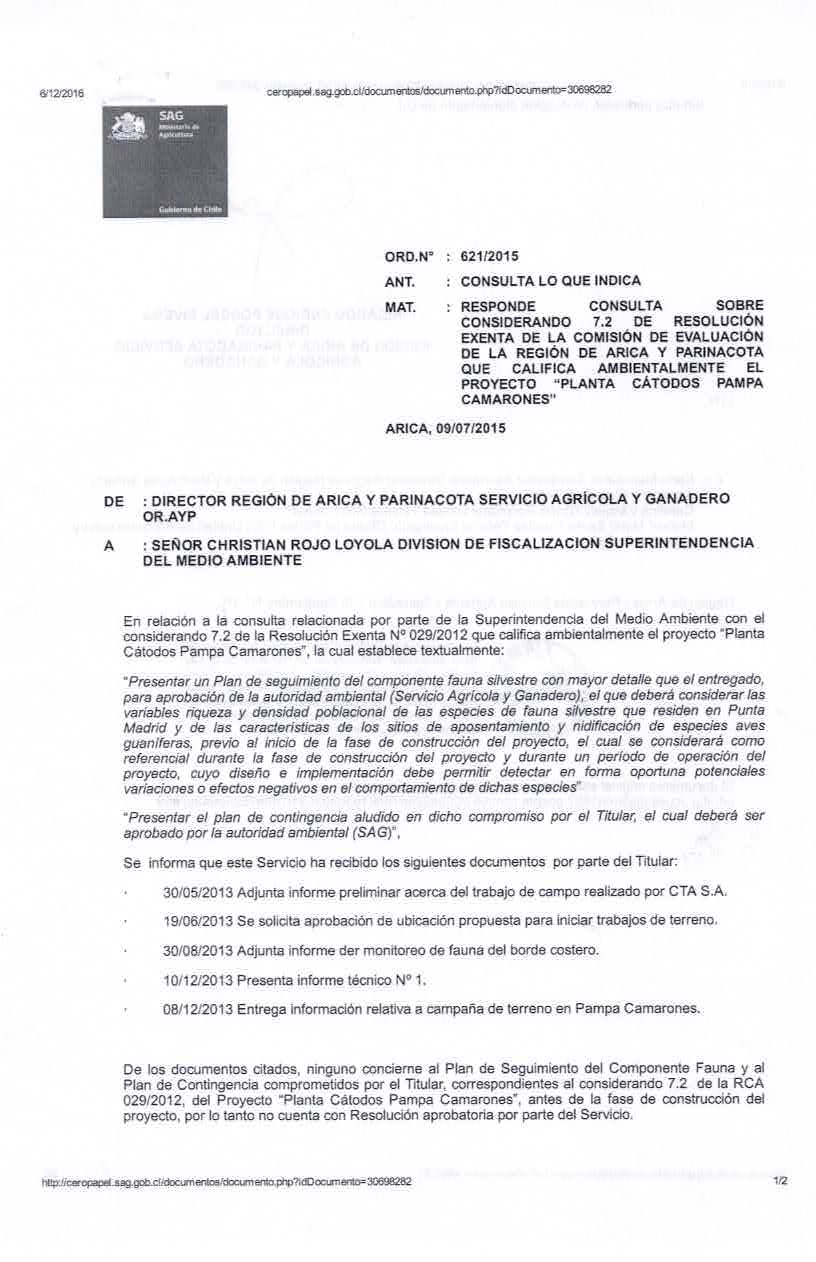 6/12/2016 ceropapel.sag.gob.cl/documentos/documento.php?idDocumento=30698282
SAG
Ministerio de
Agricultura
Gobierno de Chile
ORD.N° : 621/2015
ANT. : CONSULTA LO QUE INDICA
MAT. : RESPONDE CONSULTA SOBRE
CONSIDERANDO 7.2 DE RESOLUCIÓN
EXENTA DE LA COMISIÓN DE EVALUACIÓN
DE LA REGIÓN DE ARICA Y PARINACOTA
QUE CALIFICA AMBIENTALMENTE EL
PROYECTO “PLANTA CÁTODOS PAMPA
CAMARONES”
ARICA, 09/07/2015
DE : DIRECTOR REGIÓN DE ARICA Y PARINACOTA SERVICIO AGRÍCOLA Y GANADERO
OR.AYP
A : SEÑOR CHRISTIAN ROJO LOYOLA DIVISION DE FISCALIZACION SUPERINTENDENCIA
DEL MEDIO AMBIENTE
En relación a la consulta relacionada por parte de la Superintendencia del Medio Ambiente con el
considerando 7.2 de la Resolución Exenta Nº 029/2012 que califica ambientalmente el proyecto “Planta
Cátodos Pampa Camarones”, la cual establece textualmente:
“Presentar un Plan de seguimiento del componente fauna silvestre con mayor detalle que el entregado,
para aprobación de la autoridad ambiental (Servicio Agrícola y Ganadero), el que deberá considerar las
variables riqueza y densidad poblacional de las especies de fauna silvestre que residen en Punta
Madrid y de las características de los sitios de aposentamiento y nidificación de especies aves
guaníferas, previo al inicio de la fase de construcción del proyecto, el cual se considerará como
referencial durante la fase de construcción del proyecto y durante un período de operación del
proyecto, cuyo diseño e implementación debe permitir detectar en forma oportuna potenciales
variaciones o efectos negativos en el comportamiento de dichas especies”
“Presentar el plan de contingencia aludido en dicho compromiso por el Titular, el cual deberá ser
aprobado por la autoridad ambiental (SAG)”,
Se informa que este Servicio ha recibido los siguientes documentos por parte del Titular:
· 30/05/2013 Adjunta informe preliminar acerca del trabajo de campo realizado por CTA S.A.
· 19/06/2013 Se solicita aprobación de ubicación propuesta para iniciar trabajos de terreno.
· 30/08/2013 Adjunta informe der monitoreo de fauna del borde costero.
· 10/12/2013 Presenta informe técnico Nº 1.
· 08/12/2013 Entrega información relativa a campaña de terreno en Pampa Camarones.
De los documentos citados, ninguno concierne al Plan de Seguimiento del Componente Fauna y al
Plan de Contingencia comprometidos por el Titular, correspondientes al considerando 7.2 de la RCA
029/2012, del Proyecto “Planta Cátodos Pampa Camarones”, antes de la fase de construcción del
proyecto, por lo tanto no cuenta con Resolución aprobatoria por parte del Servicio.
http://ceropapel.sag.gob.cl/documentos/documento.php?idDocumento=30698282 1/2